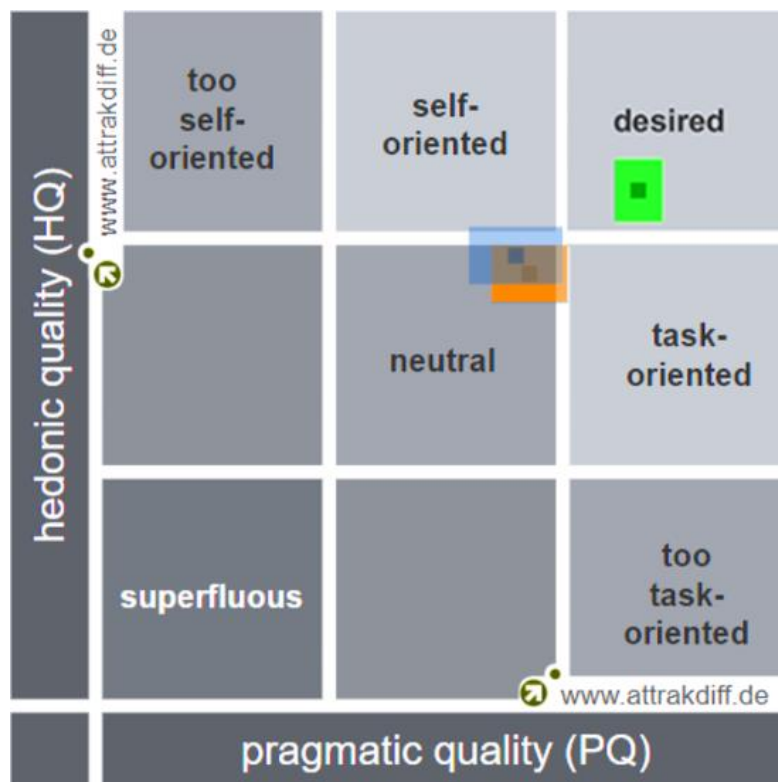 hedonic quality (HQ)
www.attrakdiff.de
too
self-
oriented
self-
oriented
desired
neutral
task-
oriented
superfluous
too
task-
oriented
www.attrakdiff.de
pragmatic quality (PQ)